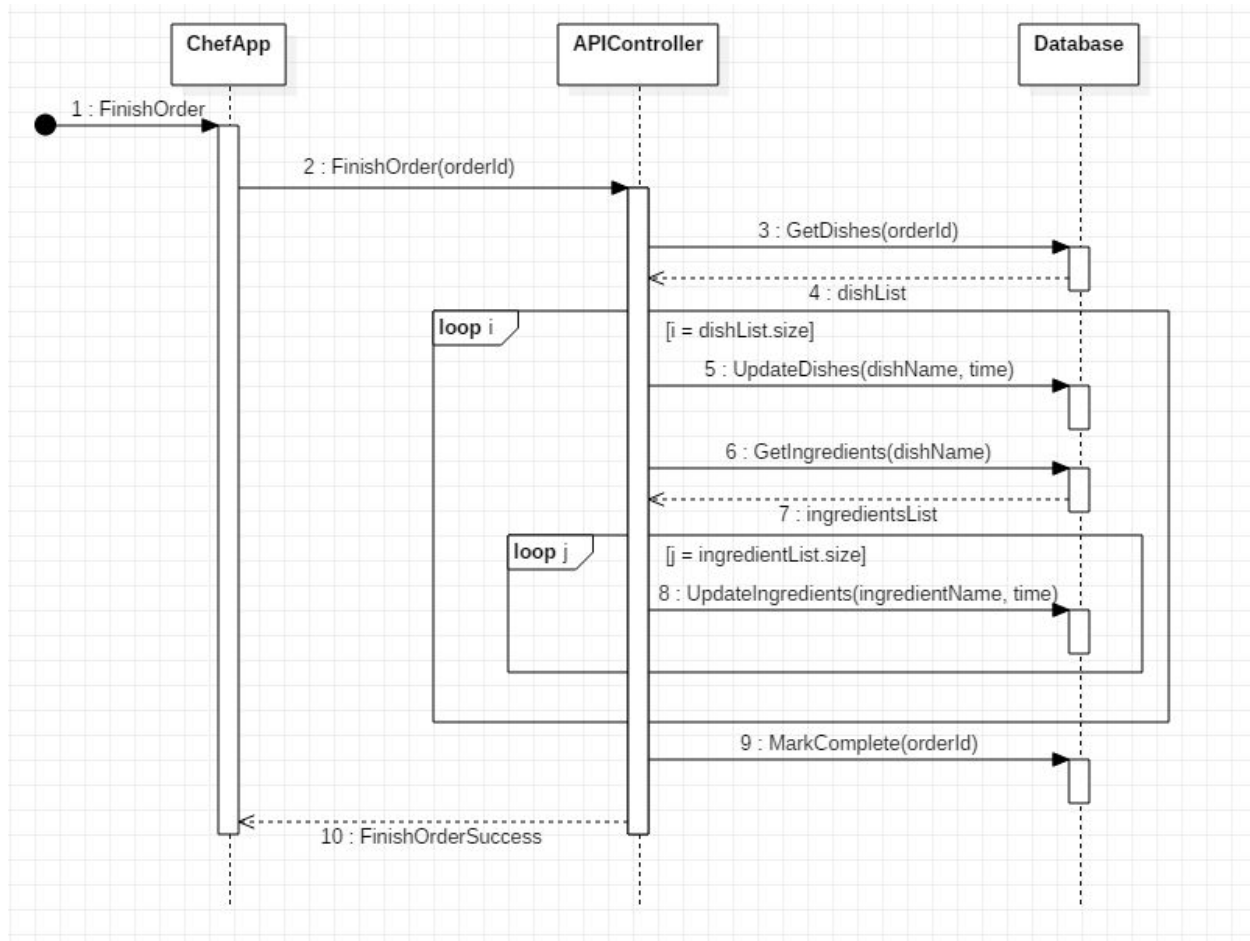 ChefApp
APIController
Database
1 : FinishOrder
2 : FinishOrder(orderId)
3 : GetDishes(orderId)
4 : dishList
loop i
[i = dishList.size]
5 : UpdateDishes(dishName, time)
6 : GetIngredients(dishName)
7 : ingredientsList
loop j
[j = ingredientList.size]
8 : UpdateIngredients(ingredientName, time)
9 : MarkComplete(orderId)
10 : FinishOrderSuccess